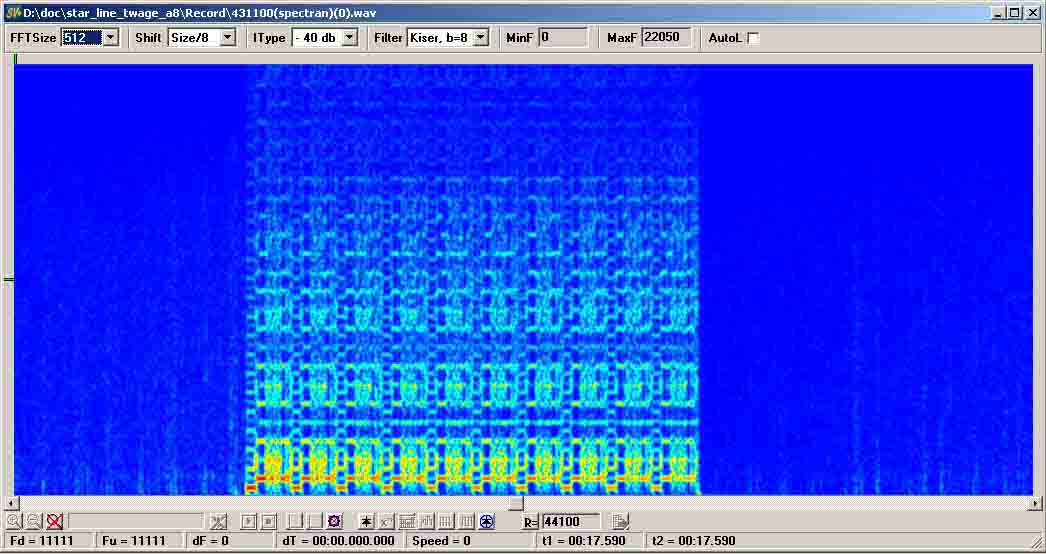 SV+ D:\doc\star_line_twage_a8\Record\431100(spectran)(0).wav
FFTSize 512 Shift Size/8 IType - 40 db Filter Kiser, b=8 MinF 0 MaxF 22050 AutoL
R= 44100
Fd = 11111 Fu = 11111 dF = 0 dT = 00:00.000.000 Speed = 0 t1 = 00:17.590 t2 = 00:17.590